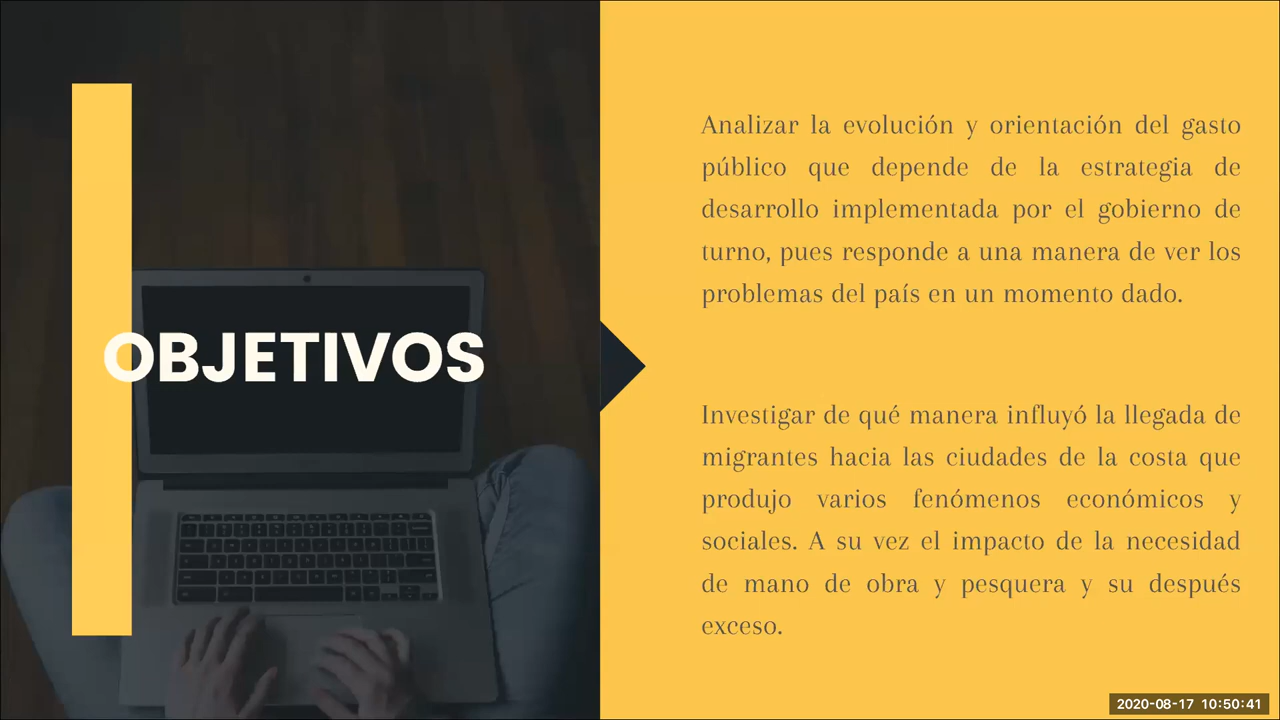 OBJETIVOS
Analizar la evolución y orientación del gasto
público que depende de la estrategia de
desarrollo implementada por el gobierno de
turno, pues responde a una manera de ver los
problemas del país en un momento dado.
Investigar de qué manera influyó la llegada de
migrantes hacia las ciudades de la costa que
produjo varios fenómenos económicos y
sociales. A su vez el impacto de la necesidad
de mano de obra y pesquera y su después
exceso.
2020-08-17 10:50:41